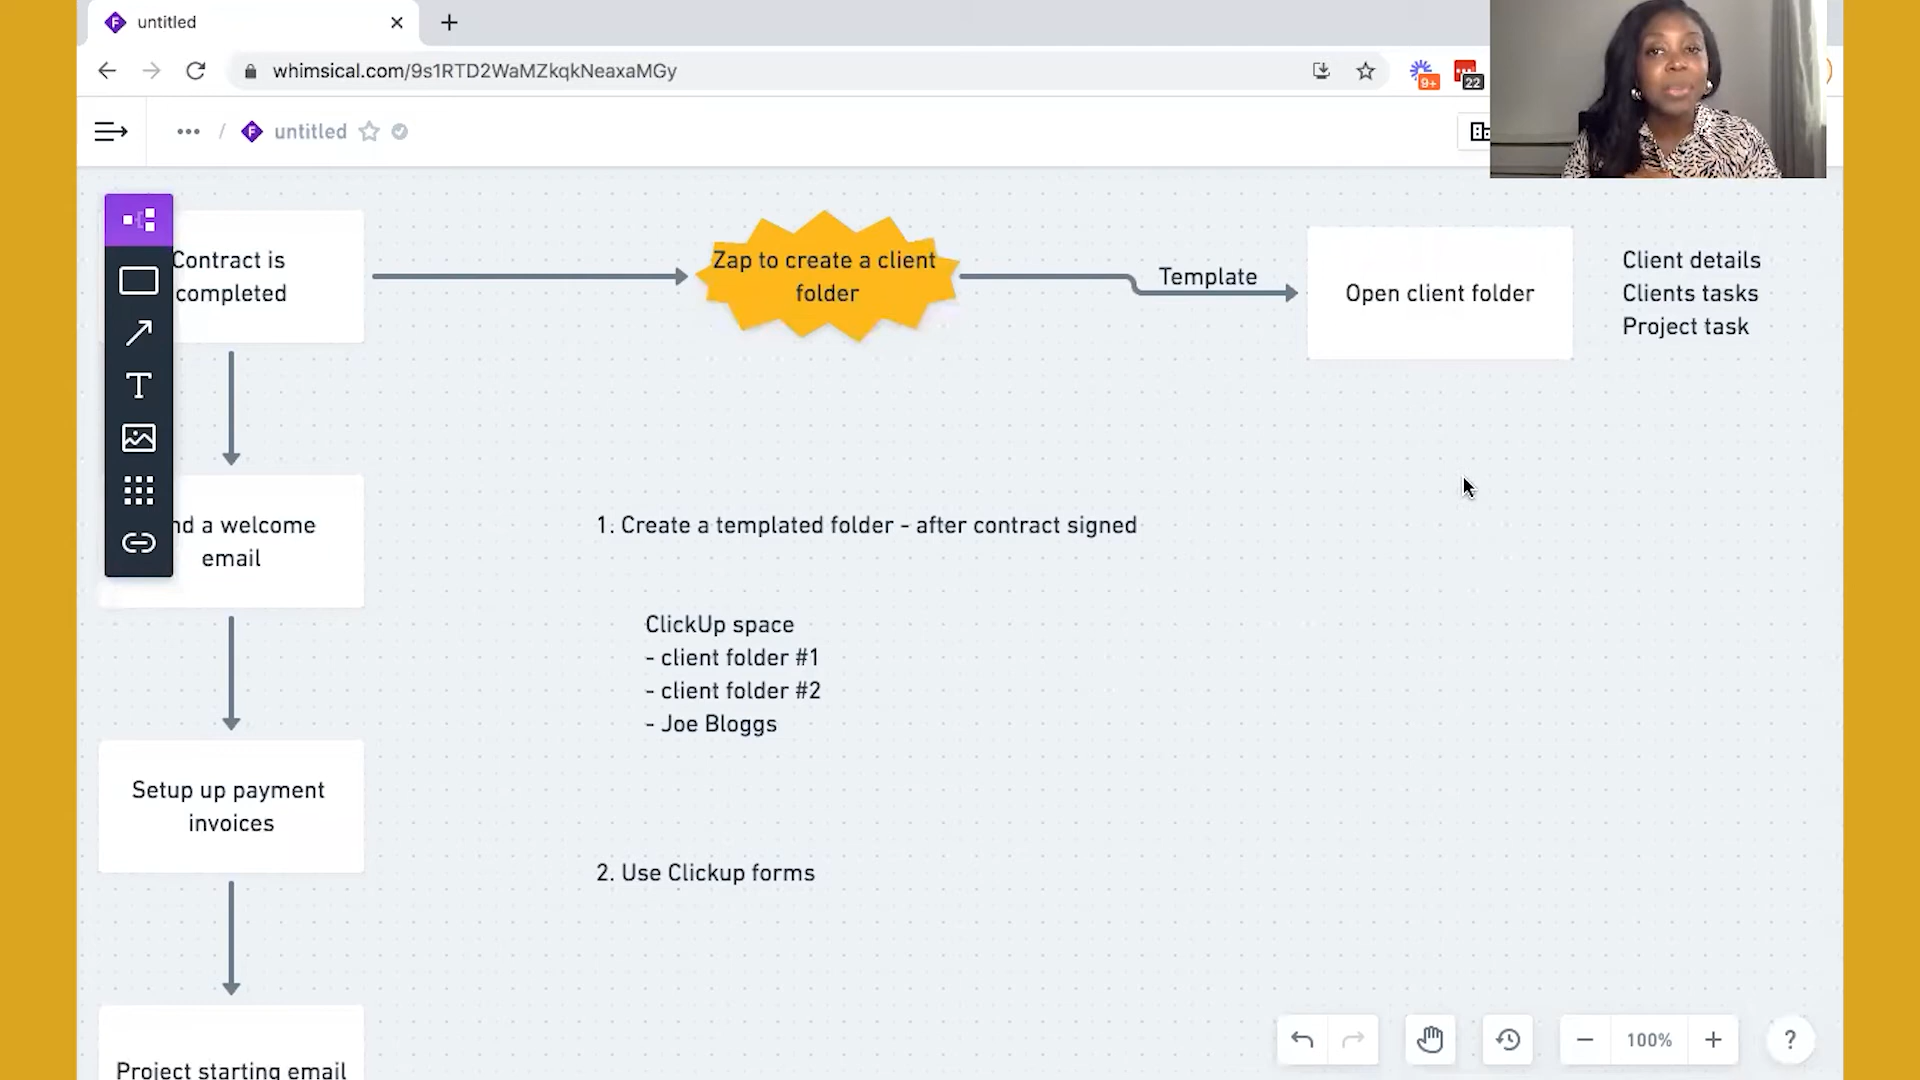 untitled
whimsical.com/9s1RTD2WaMZkqkNeaxaMGy
9+
22
... / F untitled
Contract is
completed
Zap to create a client
folder
Template
Open client folder
Client details
Clients tasks
Project task
nd a welcome
email
1. Create a templated folder - after contract signed
ClickUp space
- client folder #1
- client folder #2
- Joe Bloggs
Setup up payment
invoices
2. Use Clickup forms
Project starting email
100%
?